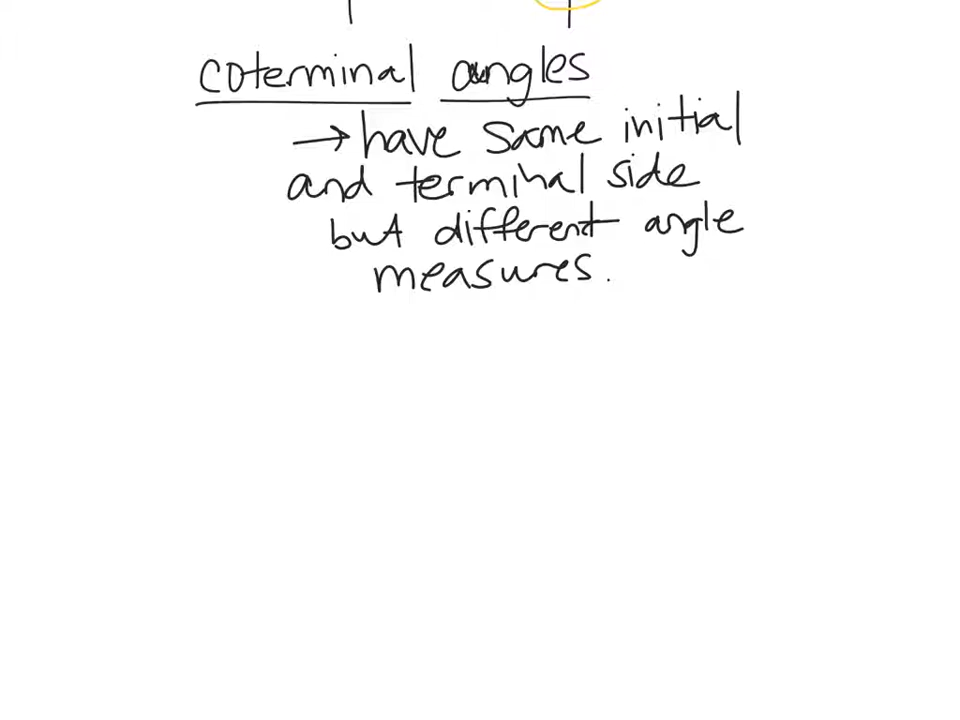 coterminal angles
→ have same initial
and terminal side
but different angle
measures.